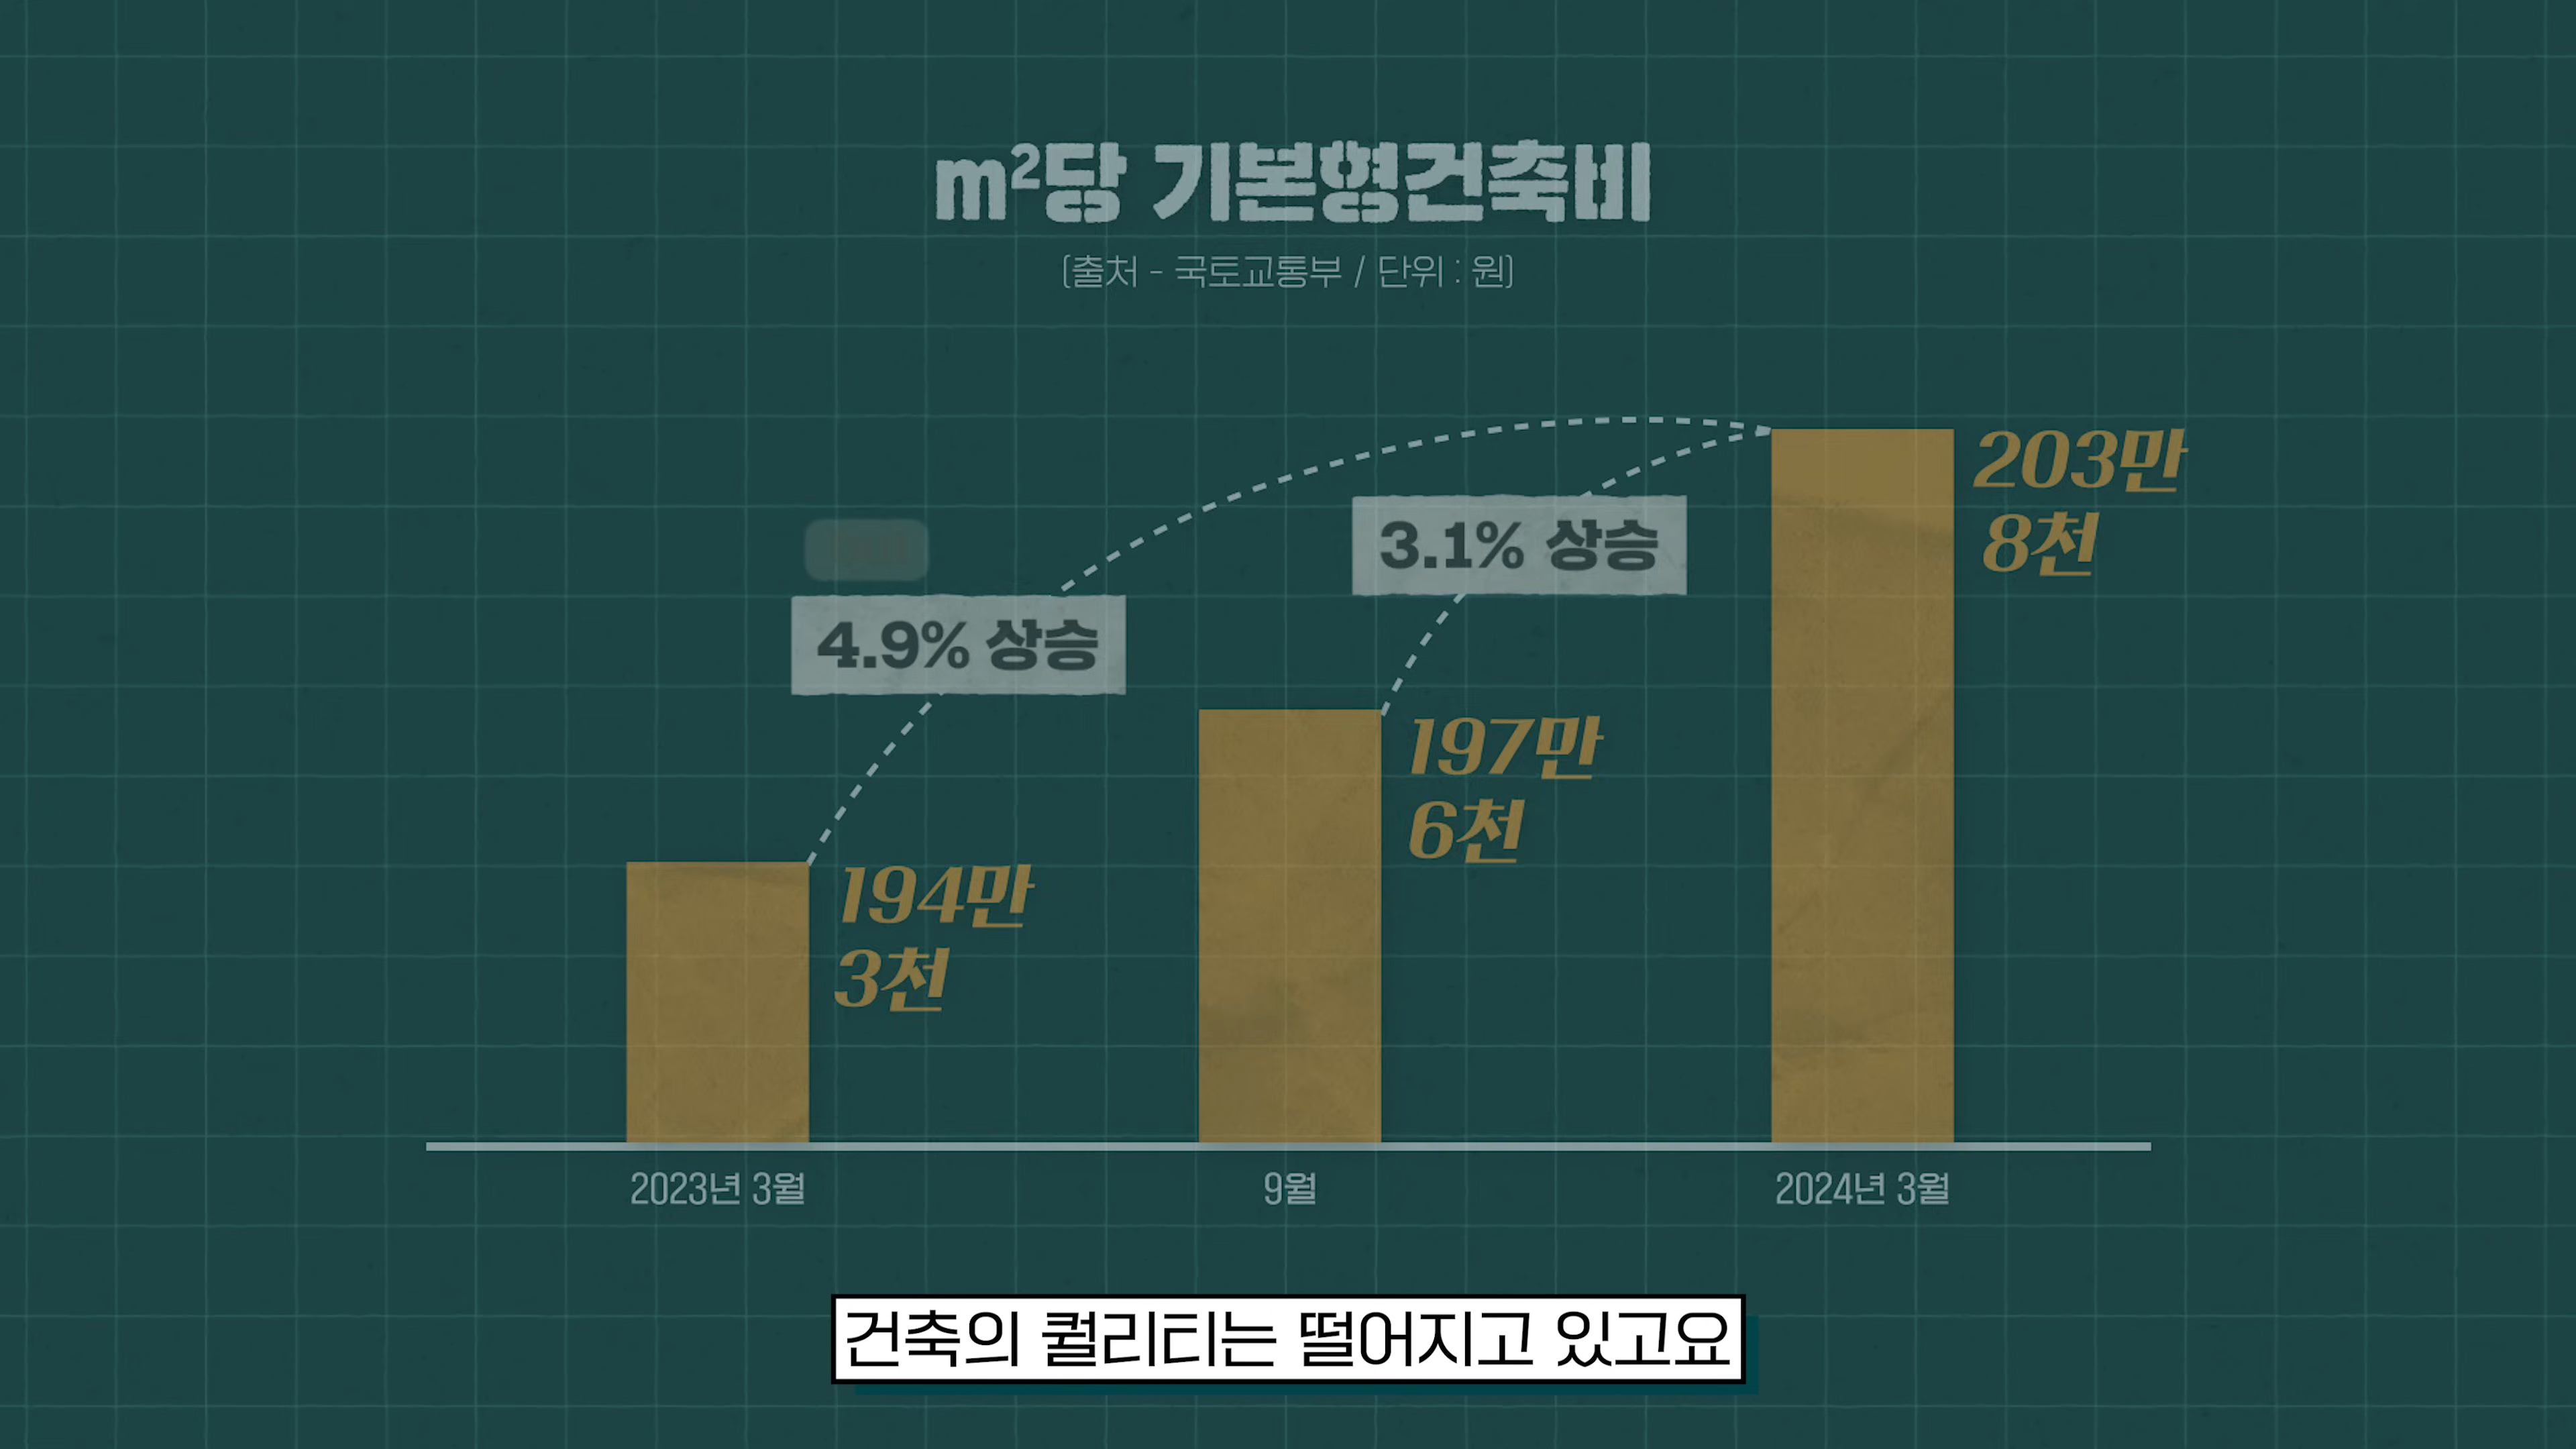 m²당 기본형건축비
(출처 - 국토교통부 / 단위 : 원)
203만
8천
3.1% 상승
4.9% 상승
197만
6천
194만
3천
2023년 3월
9월
2024년 3월
건축의 퀄리티는 떨어지고 있고요